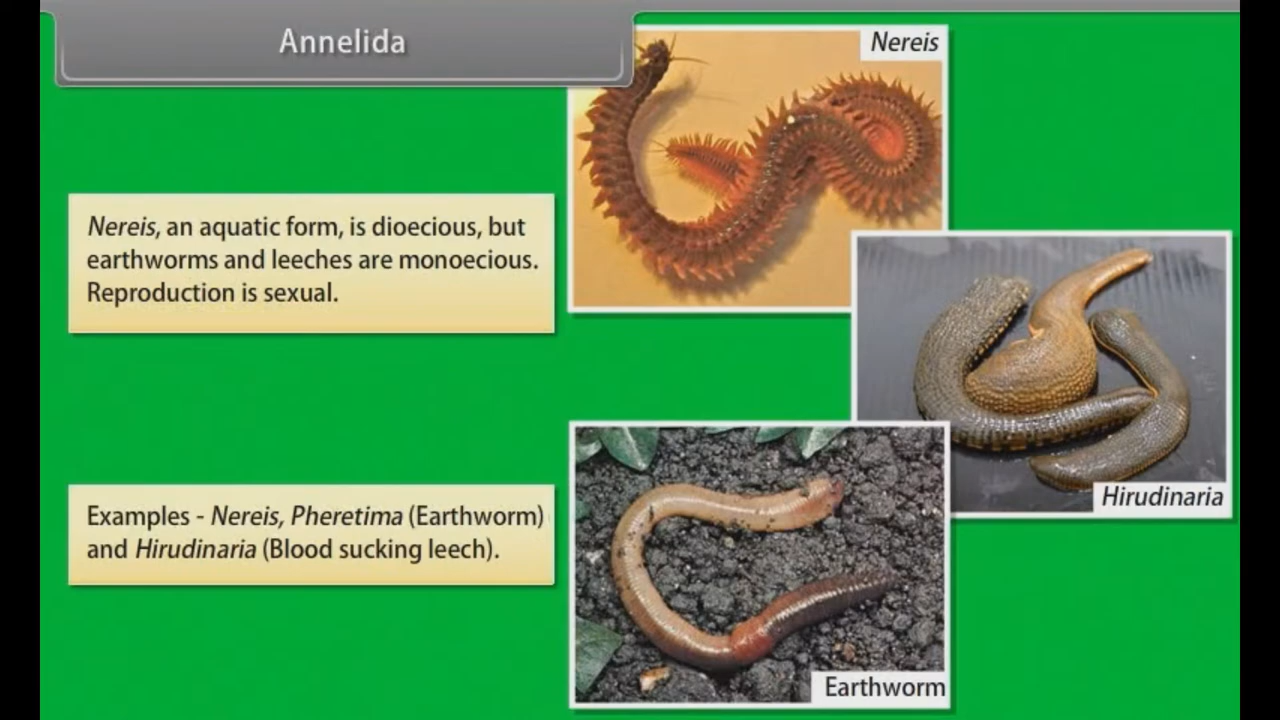 Annelida
Nereis
Nereis, an aquatic form, is dioecious, but
earthworms and leeches are monoecious.
Reproduction is sexual.
Hirudinaria
Examples - Nereis, Pheretima (Earthworm)
and Hirudinaria (Blood sucking leech).
Earthworm